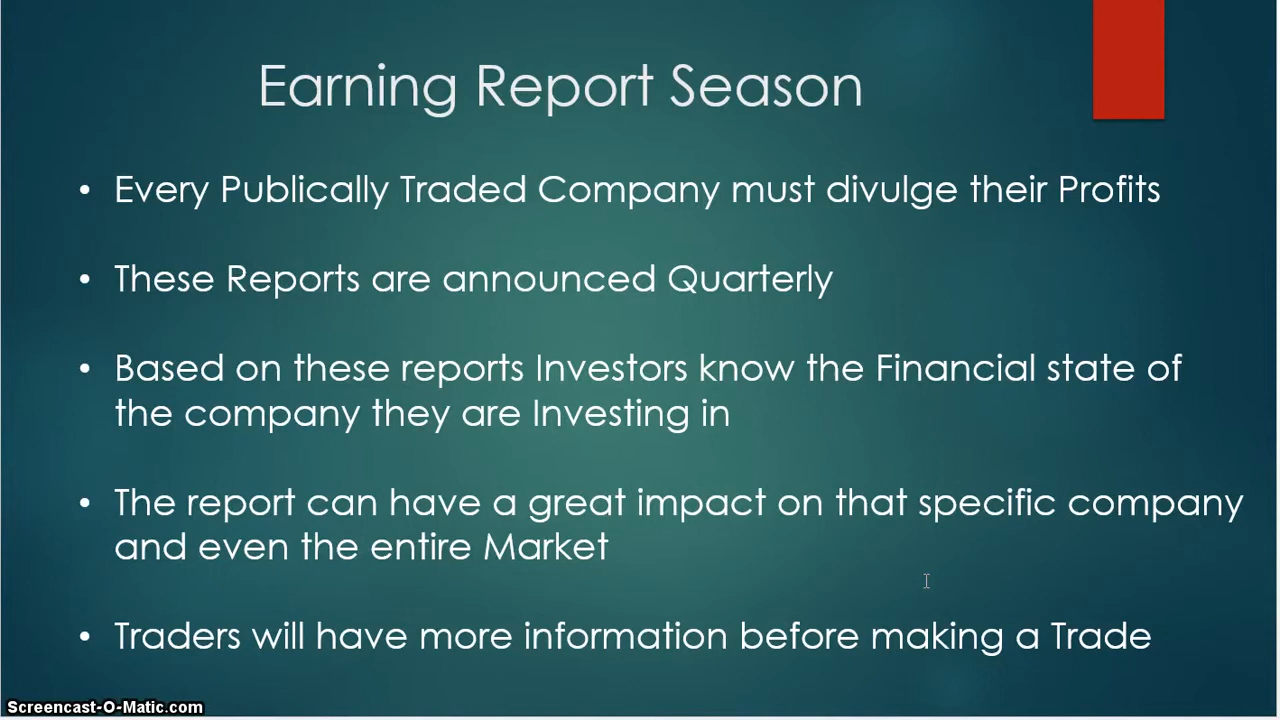 Earning Report Season
• Every Publically Traded Company must divulge their Profits
• These Reports are announced Quarterly
• Based on these reports Investors know the Financial state of
the company they are Investing in
• The report can have a great impact on that specific company
and even the entire Market
• Traders will have more information before making a Trade
Screencast-O-Matic.com